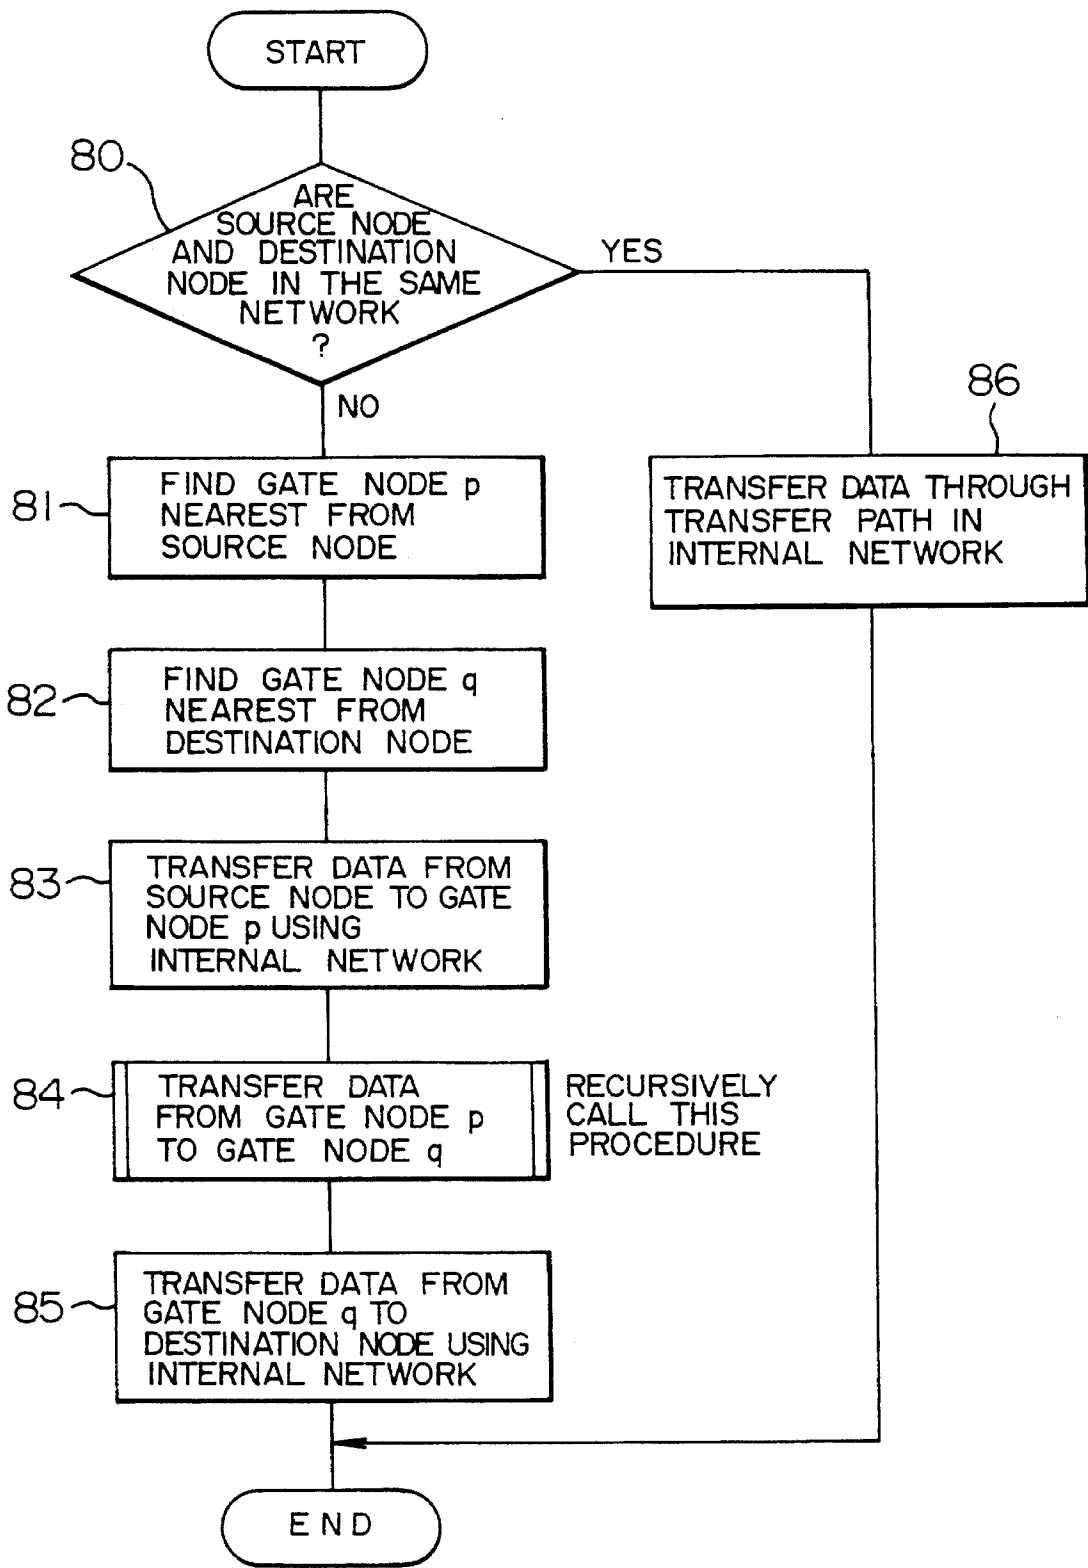 START
80
ARE
SOURCE NODE
AND DESTINATION
NODE IN THE SAME
NETWORK
?
YES
NO
81
FIND GATE NODE p
NEAREST FROM
SOURCE NODE
86
TRANSFER DATA THROUGH
TRANSFER PATH IN
INTERNAL NETWORK
82
FIND GATE NODE q
NEAREST FROM
DESTINATION NODE
83
TRANSFER DATA FROM
SOURCE NODE TO GATE
NODE p USING
INTERNAL NETWORK
84
TRANSFER DATA
FROM GATE NODE p
TO GATE NODE q
RECURSIVELY
CALL THIS
PROCEDURE
85
TRANSFER DATA FROM
GATE NODE q TO
DESTINATION NODE USING
INTERNAL NETWORK
END